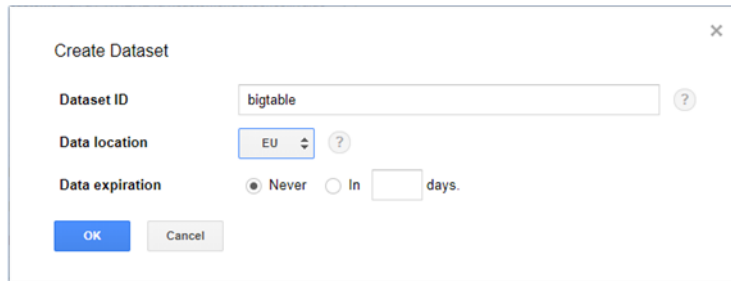 Create Dataset
×
Dataset ID bigtable ?
Data location EU ?
Data expiration Never In days.
OK Cancel